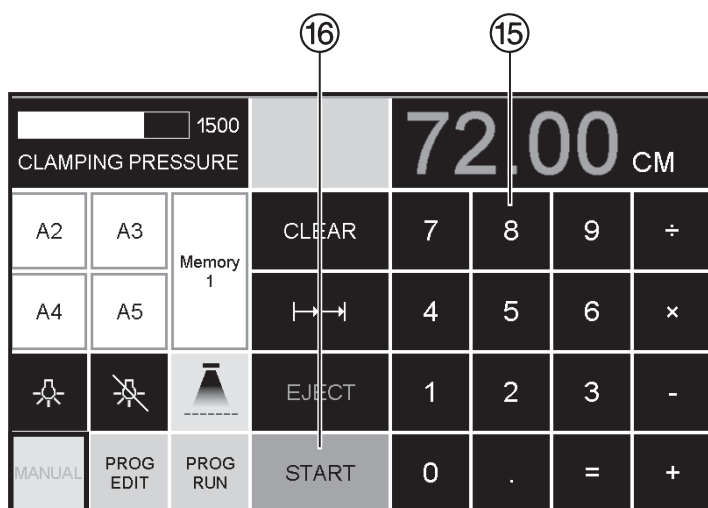 16 15
1500
CLAMPING PRESSURE
72.00 CM
A2 A3 Memory 1 CLEAR 7 8 9 ÷
A4 A5 4 5 6 ×
EJECT 1 2 3 -
MANUAL PROG EDIT PROG RUN START 0 . = +